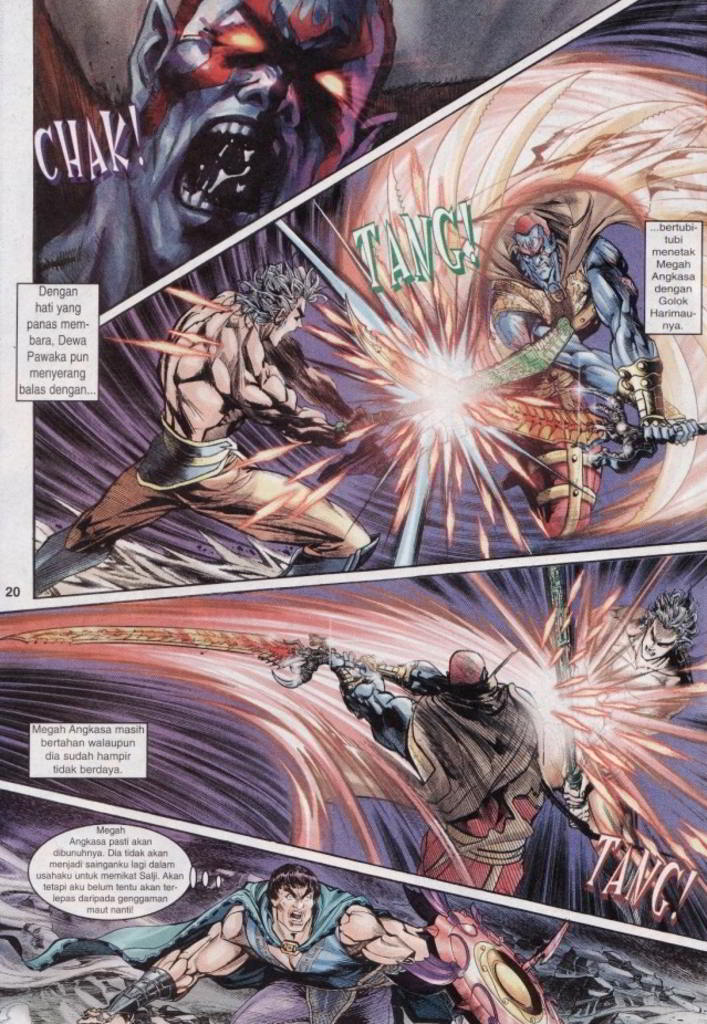 CHAK!
TANG!
...bertubi-
tubi
menetak
Megah
Angkasa
dengan
Golok
Harimau-
nya.
Dengan
hati yang
panas mem-
bara, Dewa
Pawaka pun
menyerang
balas dengan...
20
Megah Angkasa masih
bertahan walaupun
dia sudah hampir
tidak berdaya.
TANG!
Megah
Angkasa pasti akan
dibunuhnya. Dia tidak akan
menjadi sainganku lagi dalam
usahaku untuk memikat Salji. Akan
tetapi aku belum tentu akan ter-
lepas daripada genggaman
maut nanti!